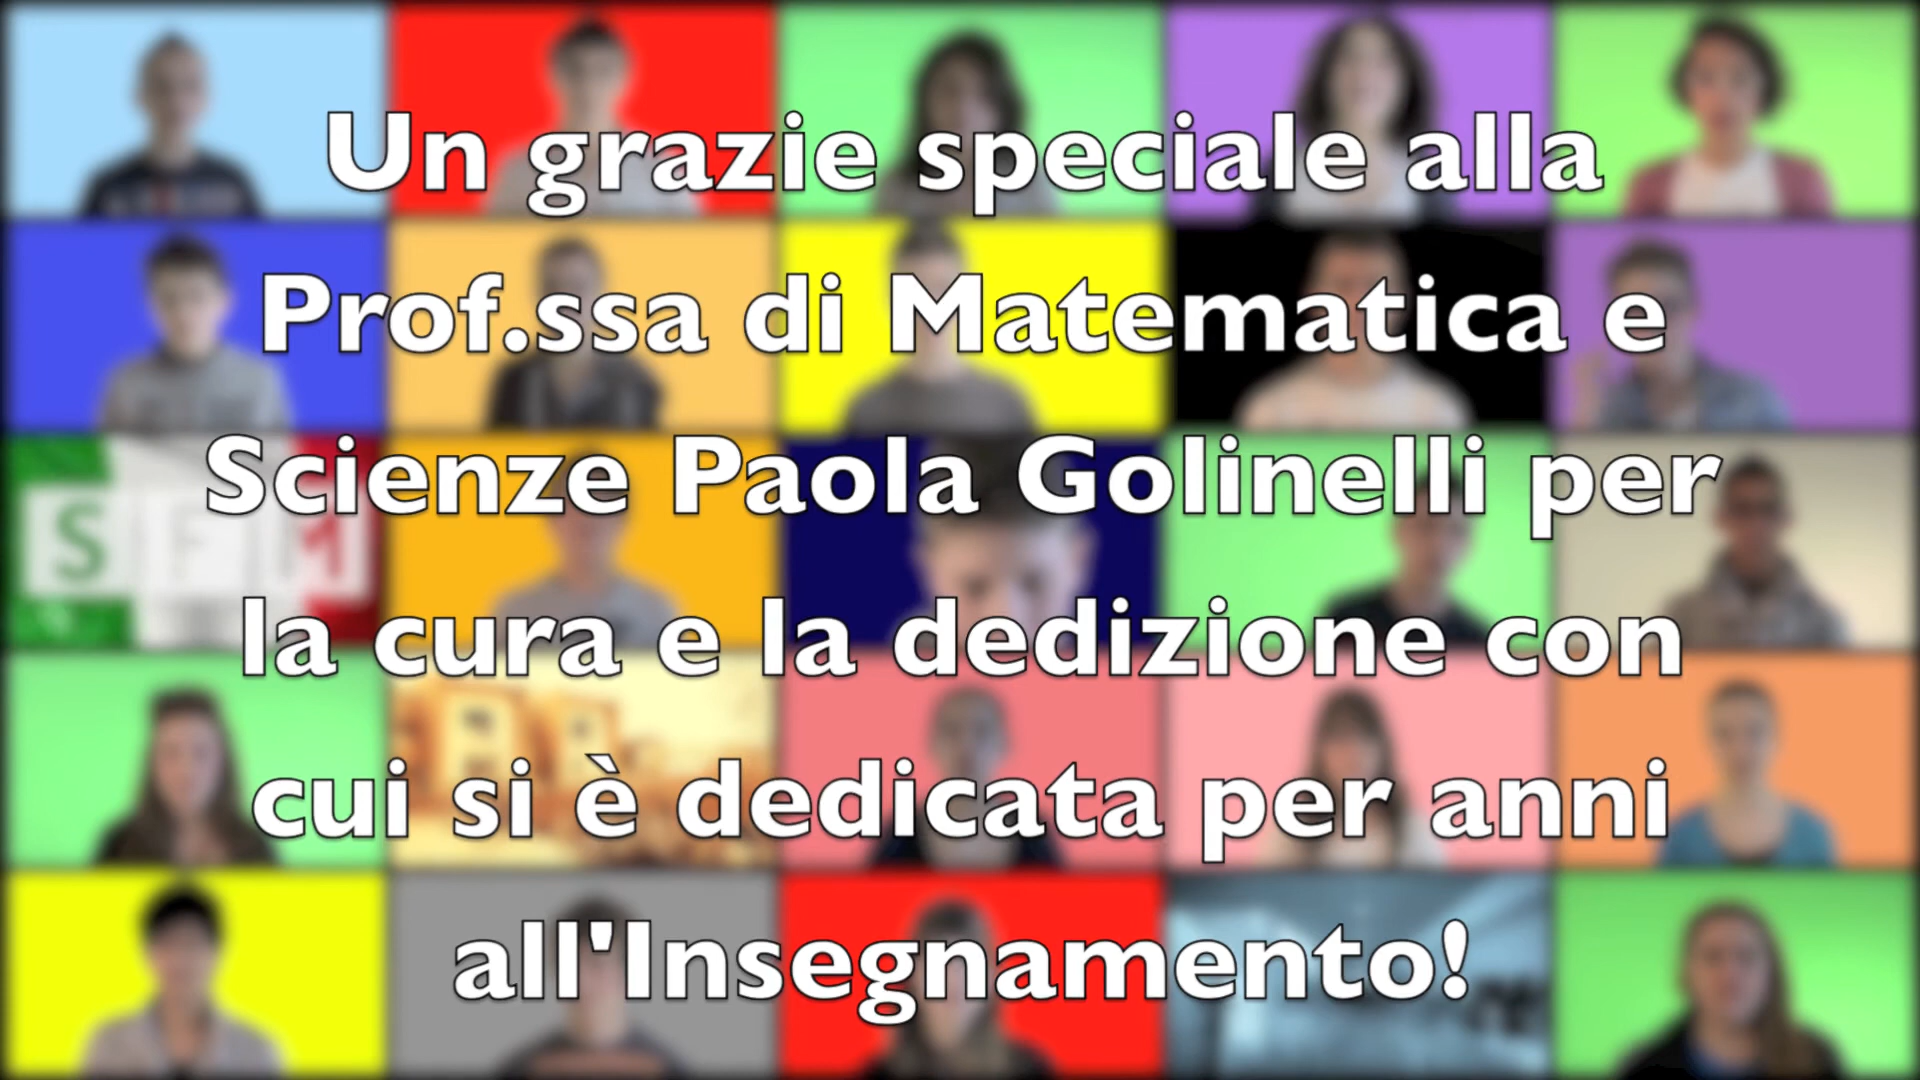 Un grazie speciale alla
Prof.ssa di Matematica e
Scienze Paola Golinelli per
la cura e la dedizione con
cui si è dedicata per anni
all'Insegnamento!
S F M